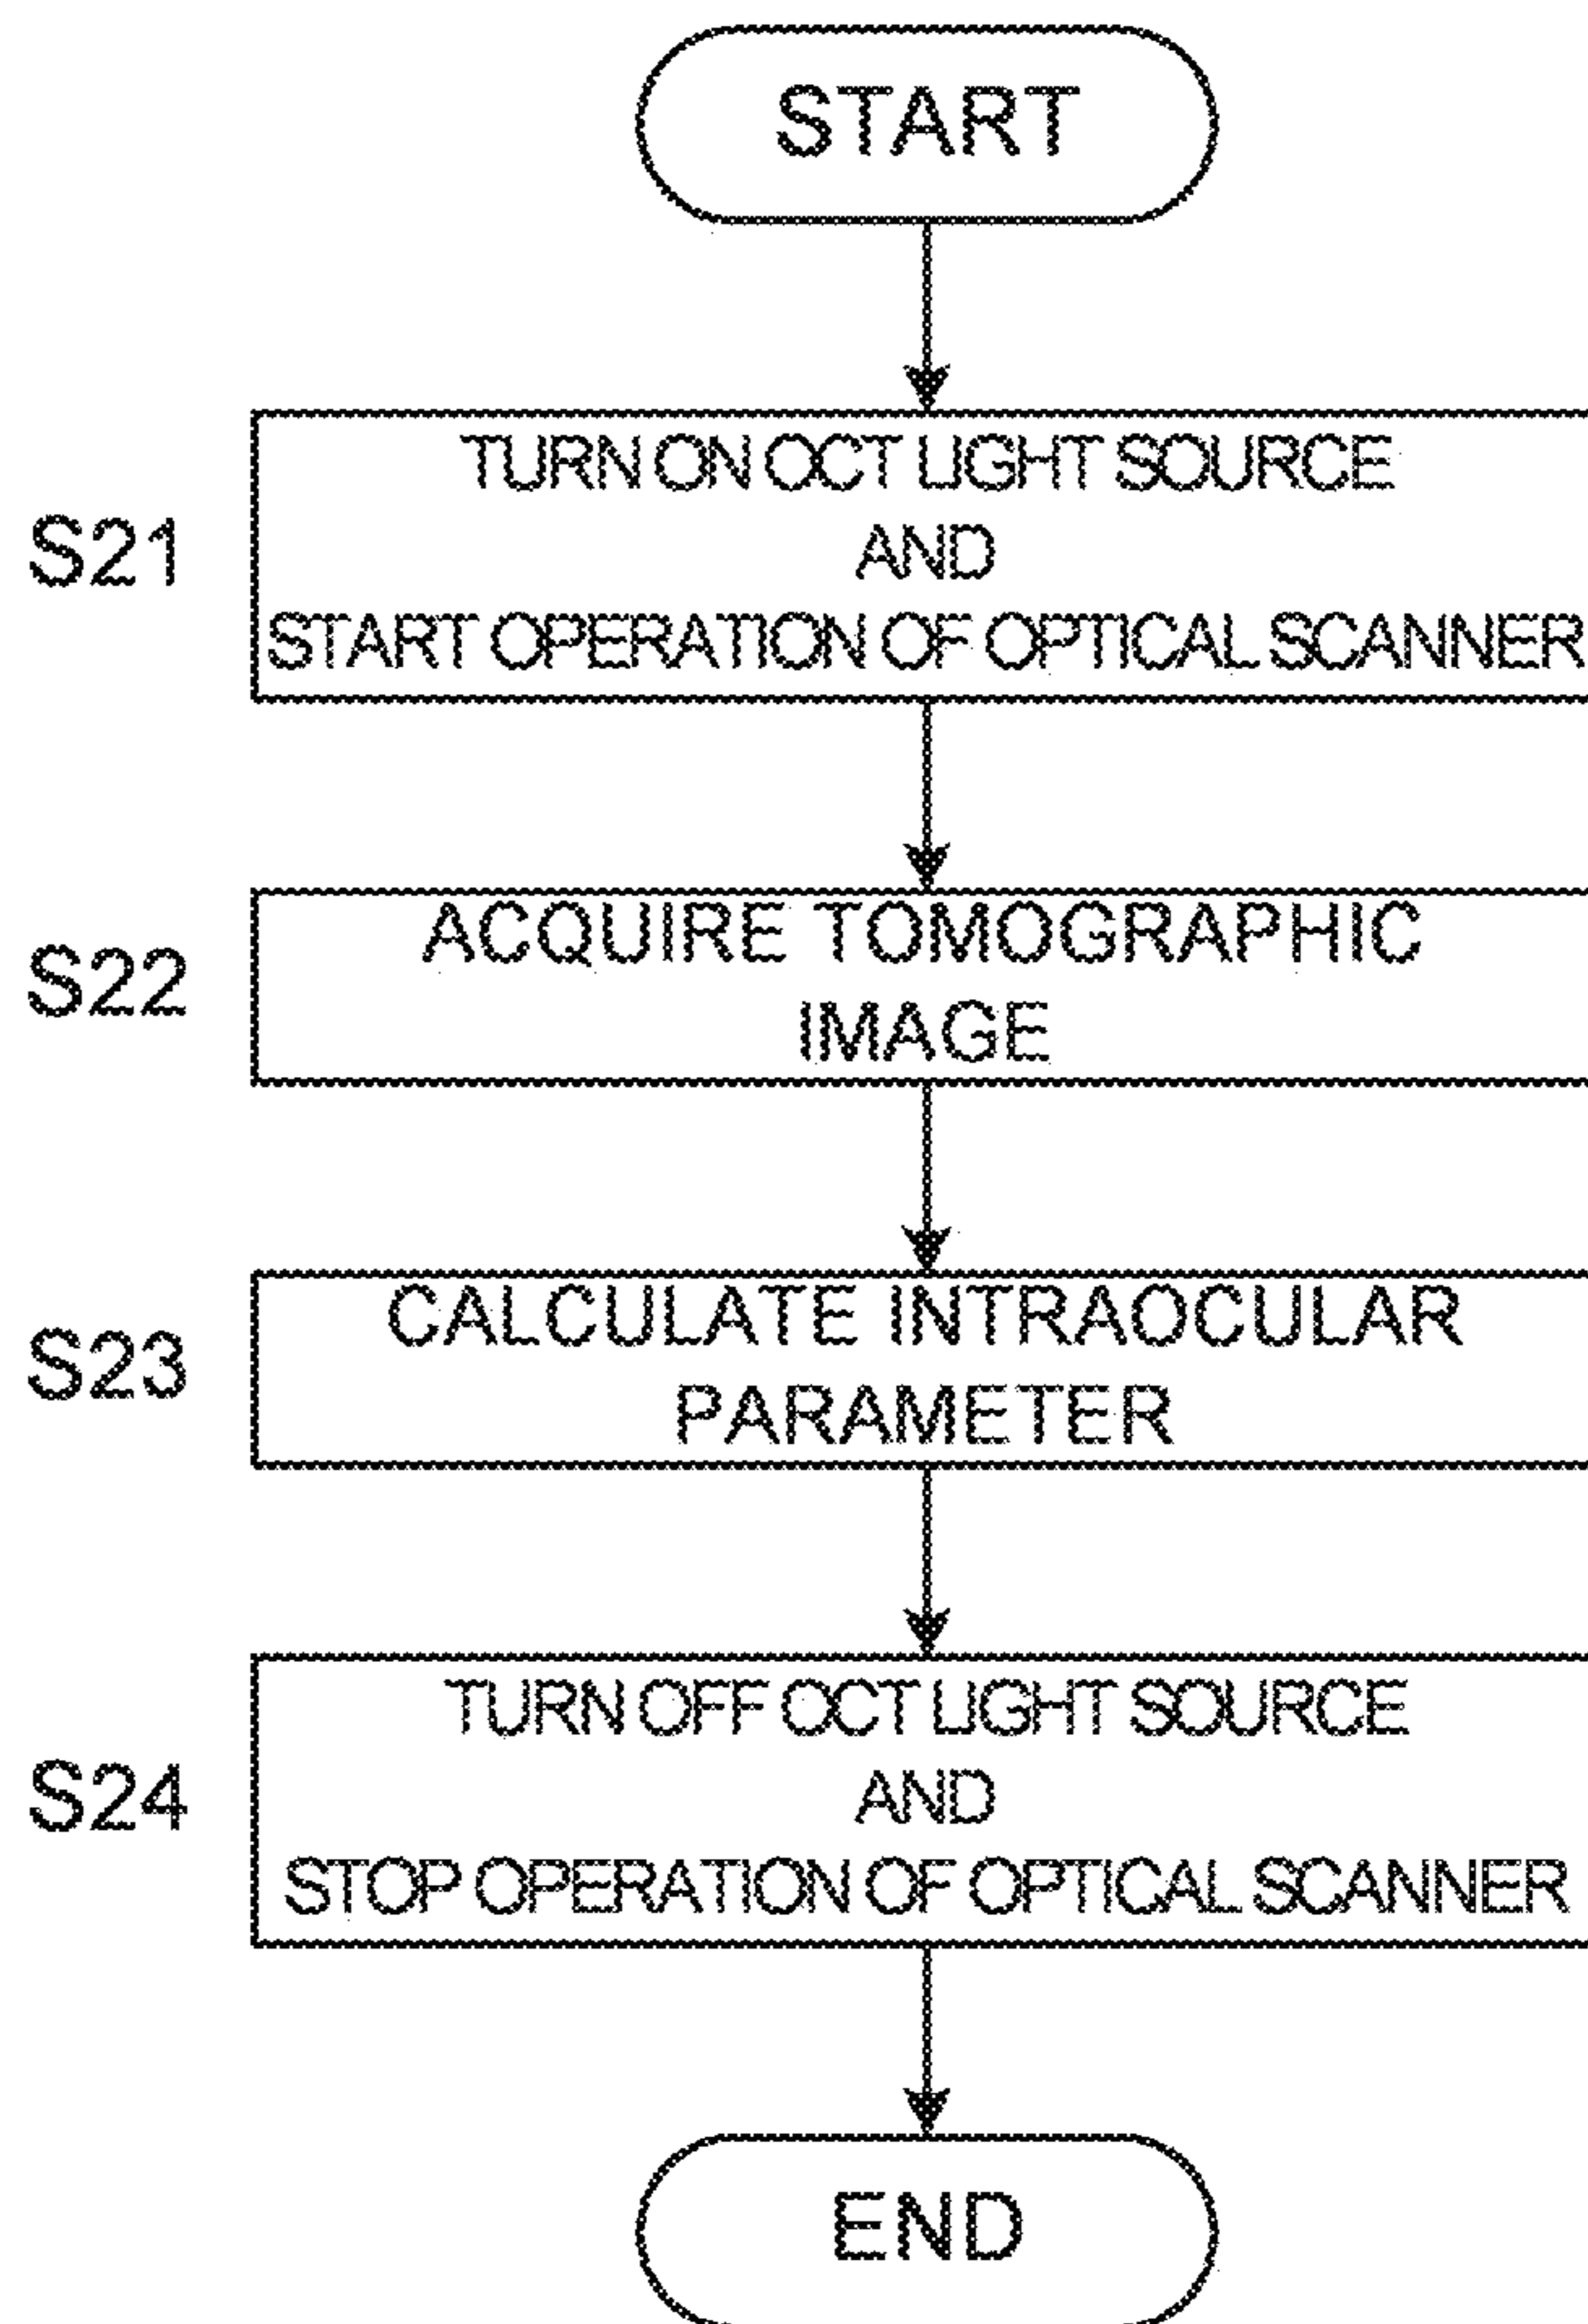 START
S21
TURN ON OCT LIGHT SOURCE
AND
START OPERATION OF OPTICAL SCANNER
S22
ACQUIRE TOMOGRAPHIC
IMAGE
S23
CALCULATE INTRAOCULAR
PARAMETER
S24
TURN OFF OCT LIGHT SOURCE
AND
STOP OPERATION OF OPTICAL SCANNER
END